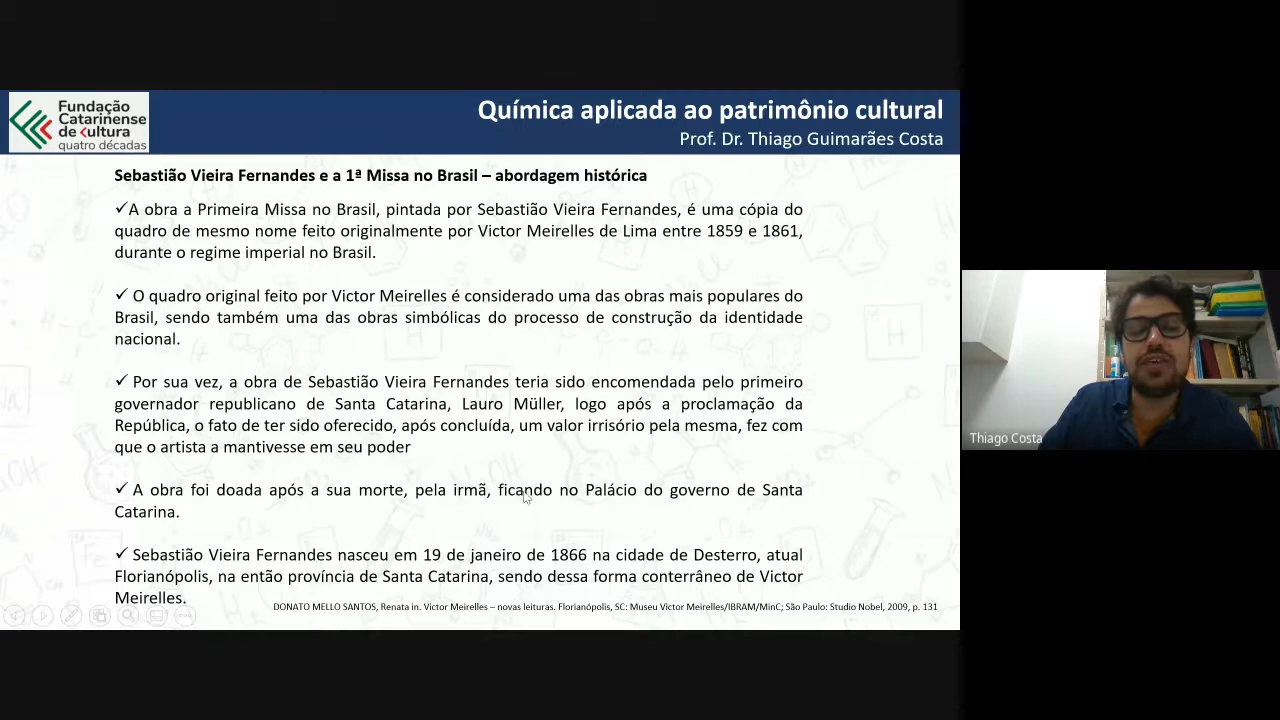 Fundação
Catarinense
de cultura
quatro décadas
Química aplicada ao patrimônio cultural
Prof. Dr. Thiago Guimarães Costa
Sebastião Vieira Fernandes e a 1ª Missa no Brasil – abordagem histórica
✓A obra a Primeira Missa no Brasil, pintada por Sebastião Vieira Fernandes, é uma cópia do
quadro de mesmo nome feito originalmente por Victor Meirelles de Lima entre 1859 e 1861,
durante o regime imperial no Brasil.
✓ O quadro original feito por Victor Meirelles é considerado uma das obras mais populares do
Brasil, sendo também uma das obras simbólicas do processo de construção da identidade
nacional.
✓ Por sua vez, a obra de Sebastião Vieira Fernandes teria sido encomendada pelo primeiro
governador republicano de Santa Catarina, Lauro Müller, logo após a proclamação da
República, o fato de ter sido oferecido, após concluída, um valor irrisório pela mesma, fez com
que o artista a mantivesse em seu poder
✓ A obra foi doada após a sua morte, pela irmã, ficando no Palácio do governo de Santa
Catarina.
✓ Sebastião Vieira Fernandes nasceu em 19 de janeiro de 1866 na cidade de Desterro, atual
Florianópolis, na então província de Santa Catarina, sendo dessa forma conterrâneo de Victor
Meirelles.
DONATO MELLO SANTOS, Renata in. Victor Meirelles – novas leituras. Florianópolis, SC: Museu Victor Meirelles/IBRAM/MinC; São Paulo: Studio Nobel, 2009, p. 131
Thiago Costa